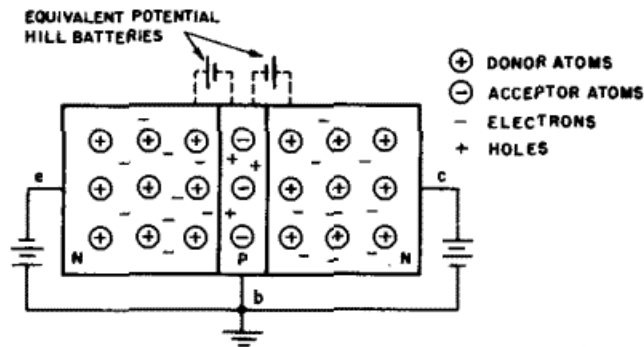 EQUIVALENT POTENTIAL
HILL BATTERIES
DONOR ATOMS
ACCEPTOR ATOMS
ELECTRONS
HOLES
e
c
N
P
N
b